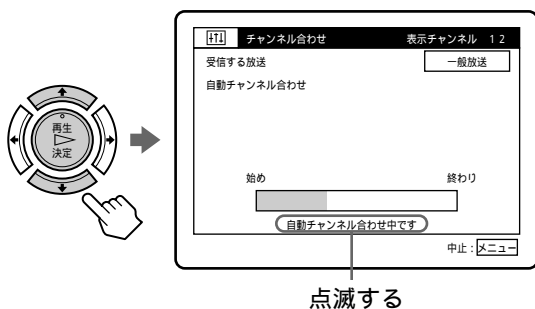 チャンネル合わせ 表示チャンネル 12
受信する放送 一般放送
自動チャンネル合わせ
再生
決定
始め 終わり
自動チャンネル合わせ中です
中止：メニュー
点滅する